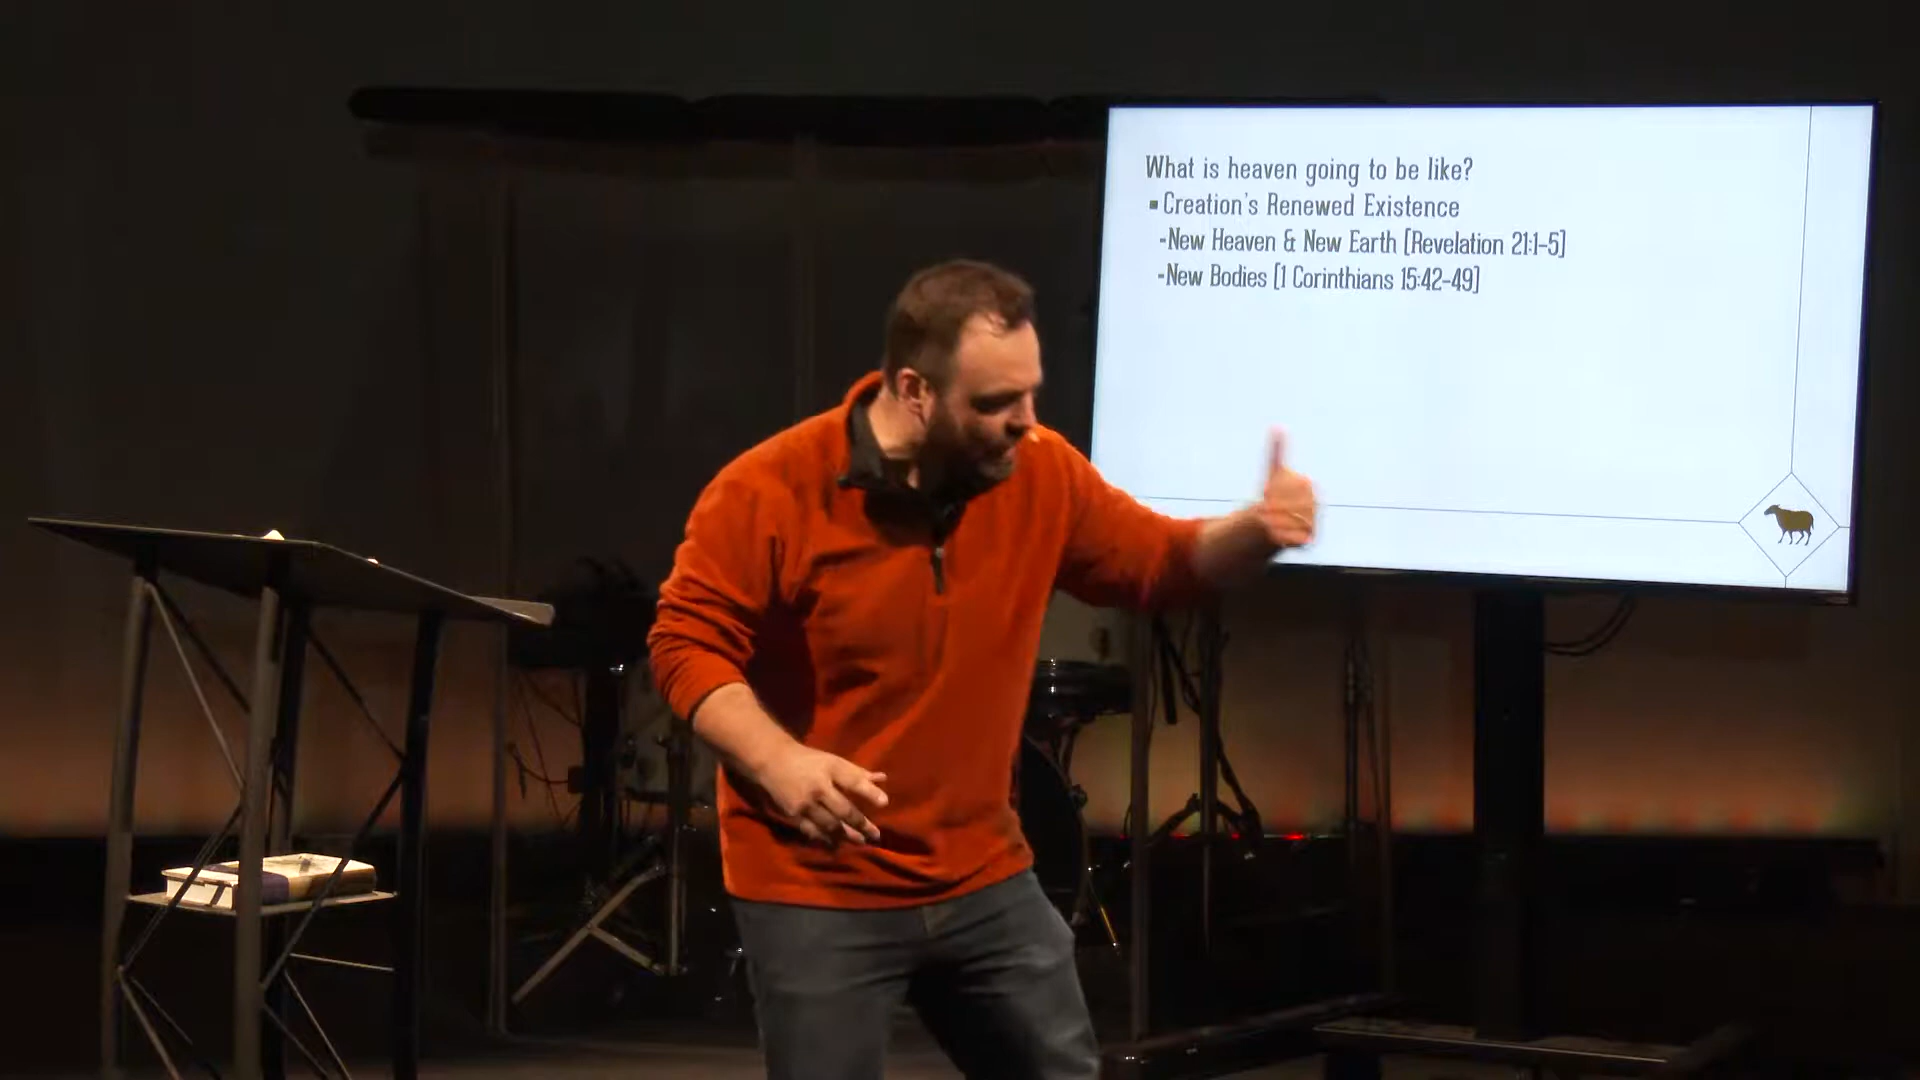 What is heaven going to be like?
▪Creation's Renewed Existence
-New Heaven & New Earth [Revelation 21:1-5]
-New Bodies [1 Corinthians 15:42-49]